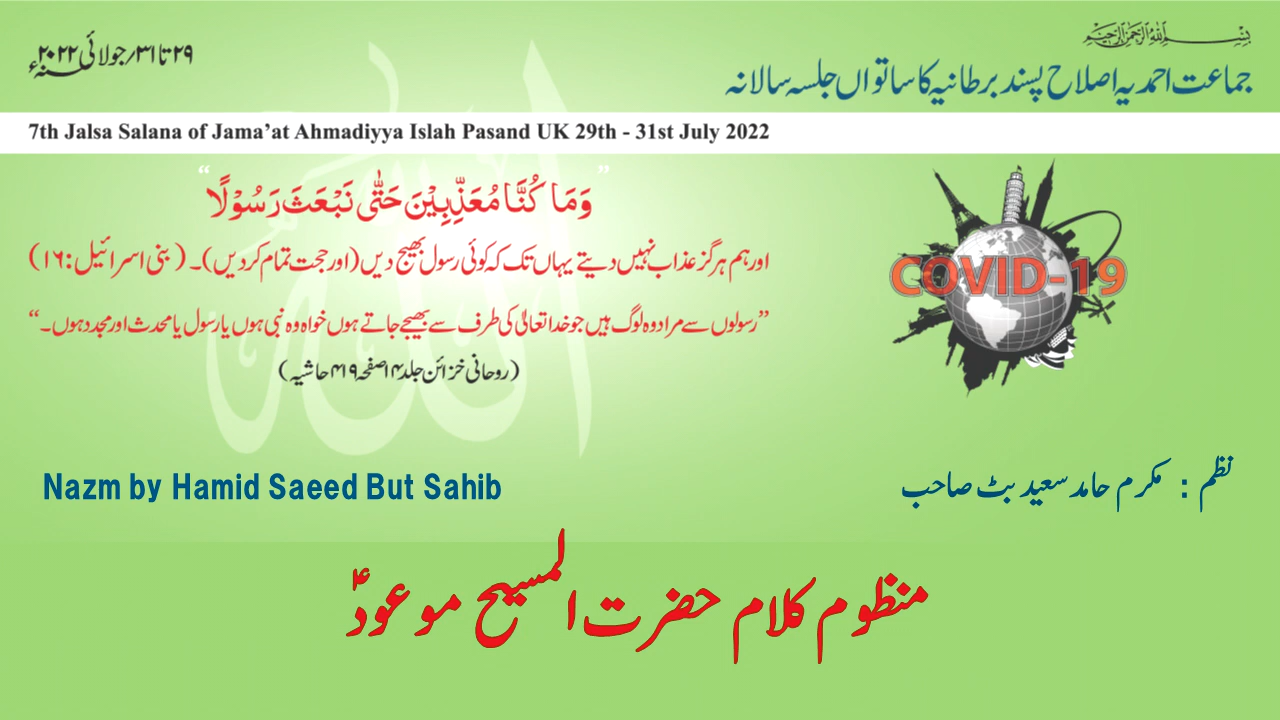 بسم اللہ الرحمن الرحیم
۲۹ تا ۳۱؍جولائی ۲۰۲۲ء
جماعت احمدیہ اصلاح پسند برطانیہ کا ساتواں جلسہ سالانہ
7th Jalsa Salana of Jama’at Ahmadiyya Islah Pasand UK 29th - 31st July 2022
”وَمَا كُنَّا مُعَذِّبِيْنَ حَتّٰى نَبْعَثَ رَسُوْلًا“
اور ہم ہرگز عذاب نہیں دیتے یہاں تک کہ کوئی رسول بھیج دیں (اور حجت تمام کردیں)۔ (بنی اسرائیل:۱۶)
”رسولوں سے مراد وہ لوگ ہیں جو خدا تعالیٰ کی طرف سے بھیجے جاتے ہوں خواہ وہ نبی ہوں یا رسول یا محدث اور مجدد ہوں۔“
(روحانی خزائن جلد ۱۴ صفحہ ۴۱۹ حاشیہ)
COVID-19
نظم : مکرم حامد سعید بٹ صاحب
Nazm by Hamid Saeed But Sahib
منظوم کلام حضرت المسیح موعودؑ
الله